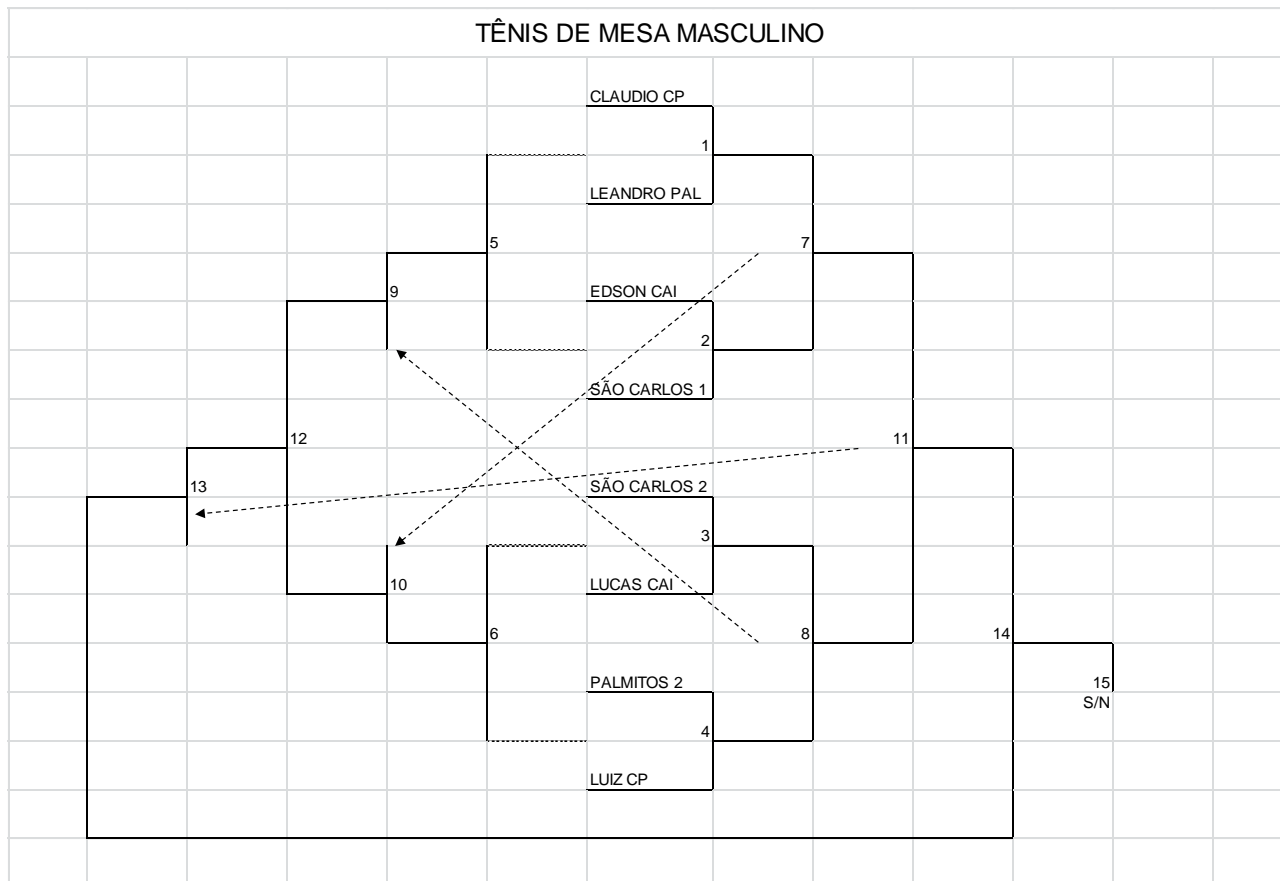 TÊNIS DE MESA MASCULINO
CLAUDIO CP
1
LEANDRO PAL
5
7
9
EDSON CAI
2
SÃO CARLOS 1
12
11
13
SÃO CARLOS 2
3
10
LUCAS CAI
6
8
14
PALMITOS 2
15
S/N
4
LUIZ CP